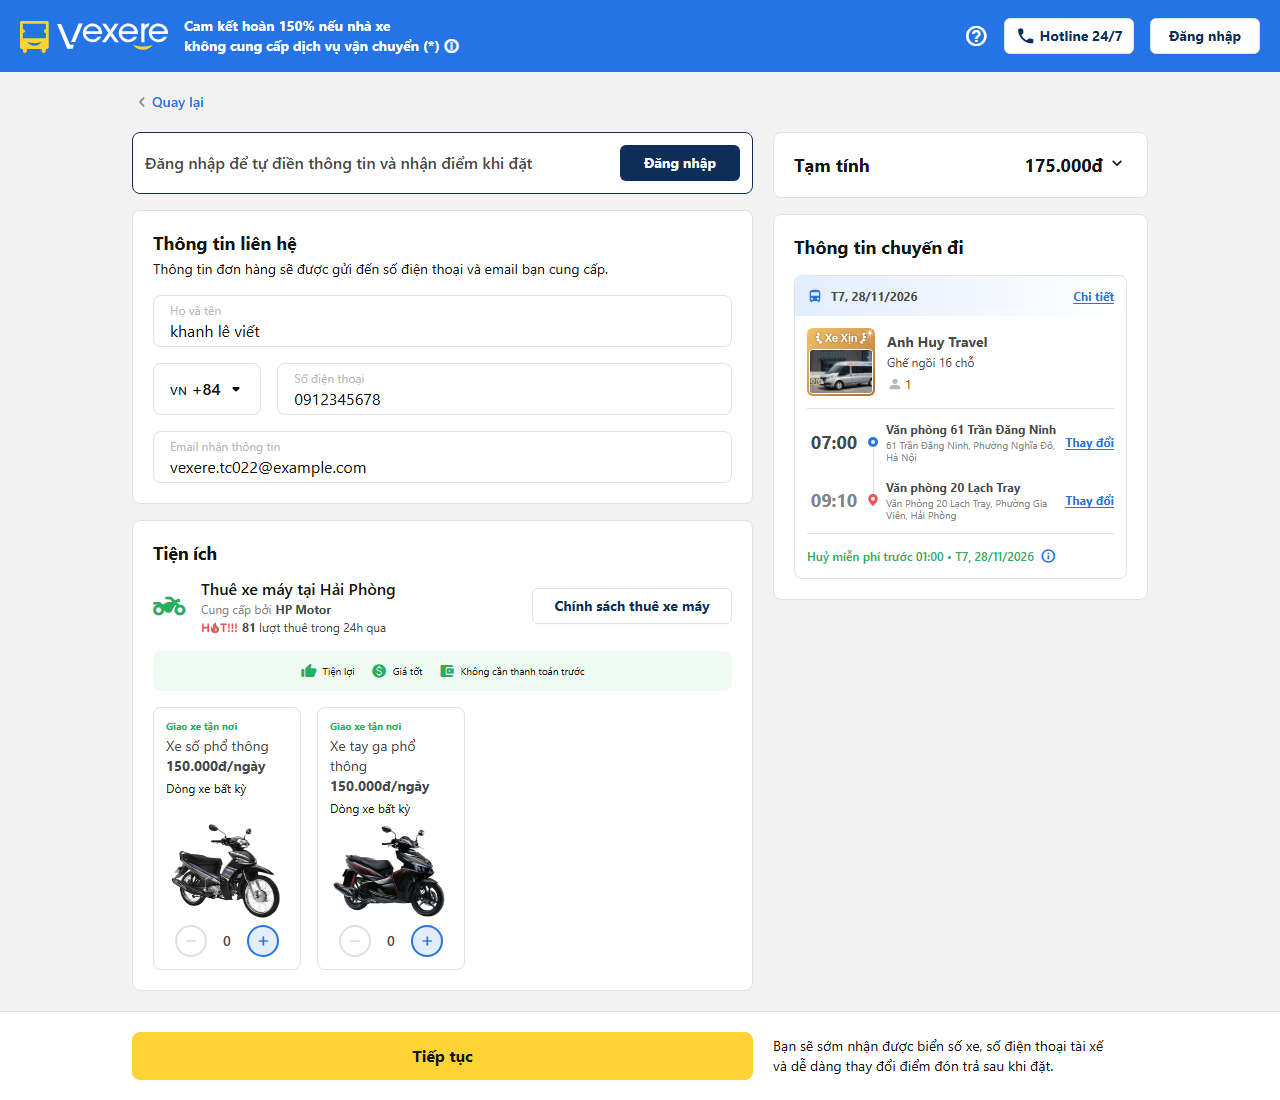 vexere
Cam kết hoàn 150% nếu nhà xe
không cung cấp dịch vụ vận chuyển (*)
Hotline 24/7
Đăng nhập
Quay lại
Đăng nhập để tự điền thông tin và nhận điểm khi đặt
Đăng nhập
Thông tin liên hệ
Thông tin đơn hàng sẽ được gửi đến số điện thoại và email bạn cung cấp.
Họ và tên
khanh lê viết
VN +84
Số điện thoại
0912345678
Email nhận thông tin
vexere.tc022@example.com
Tiện ích
Thuê xe máy tại Hải Phòng
Cung cấp bởi HP Motor
HOT!!! 81 lượt thuê trong 24h qua
Chính sách thuê xe máy
Tiện lợi
Giá tốt
Không cần thanh toán trước
Giao xe tận nơi
Xe số phổ thông
150.000đ/ngày
Dòng xe bất kỳ
0
Giao xe tận nơi
Xe tay ga phổ
thông
150.000đ/ngày
Dòng xe bất kỳ
0
Tạm tính
175.000đ
Thông tin chuyến đi
T7, 28/11/2026
Chi tiết
Xe Xịn
Anh Huy Travel
Ghế ngồi 16 chỗ
1
07:00
Văn phòng 61 Trần Đăng Ninh
61 Trần Đăng Ninh, Phường Nghĩa Đô,
Hà Nội
Thay đổi
09:10
Văn phòng 20 Lạch Tray
Văn Phòng 20 Lạch Tray, Phường Gia
Viên, Hải Phòng
Thay đổi
Huỷ miễn phí trước 01:00 • T7, 28/11/2026
Tiếp tục
Bạn sẽ sớm nhận được biển số xe, số điện thoại tài xế
và dễ dàng thay đổi điểm đón trả sau khi đặt.